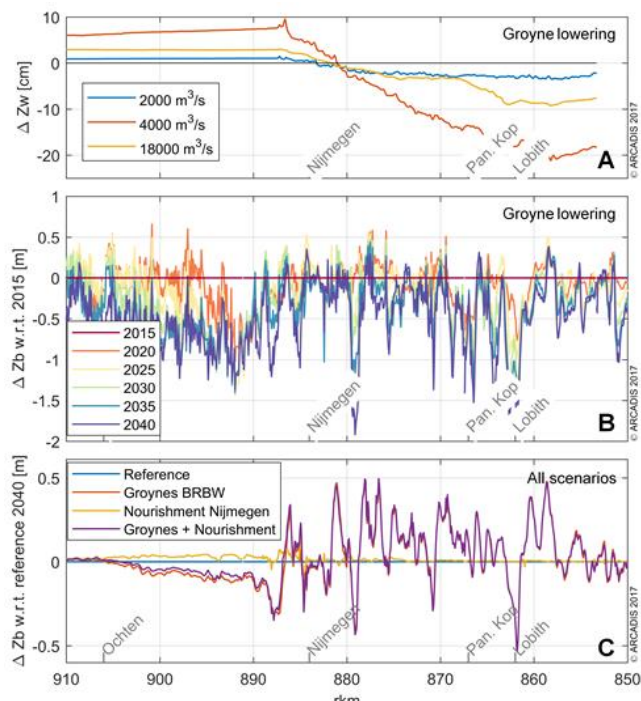 10
0
-10
-20
Δ Zw [cm]
Groyne lowering
2000 m³/s
4000 m³/s
18000 m³/s
Nijmegen
Pan. Kop
Lobith
A
© ARCADIS 2017
1
0.5
0
-0.5
-1
-1.5
-2
Δ Zb w.r.t. 2015 [m]
Groyne lowering
2015
2020
2025
2030
2035
2040
Nijmegen
Pan. Kop
Lobith
B
© ARCADIS 2017
0.5
0
-0.5
Δ Zb w.r.t. reference 2040 [m]
Reference
Groynes BRBW
Nourishment Nijmegen
Groynes + Nourishment
All scenarios
Ochten
Nijmegen
Pan. Kop
Lobith
C
© ARCADIS 2017
910 900 890 880 870 860 850
rkm